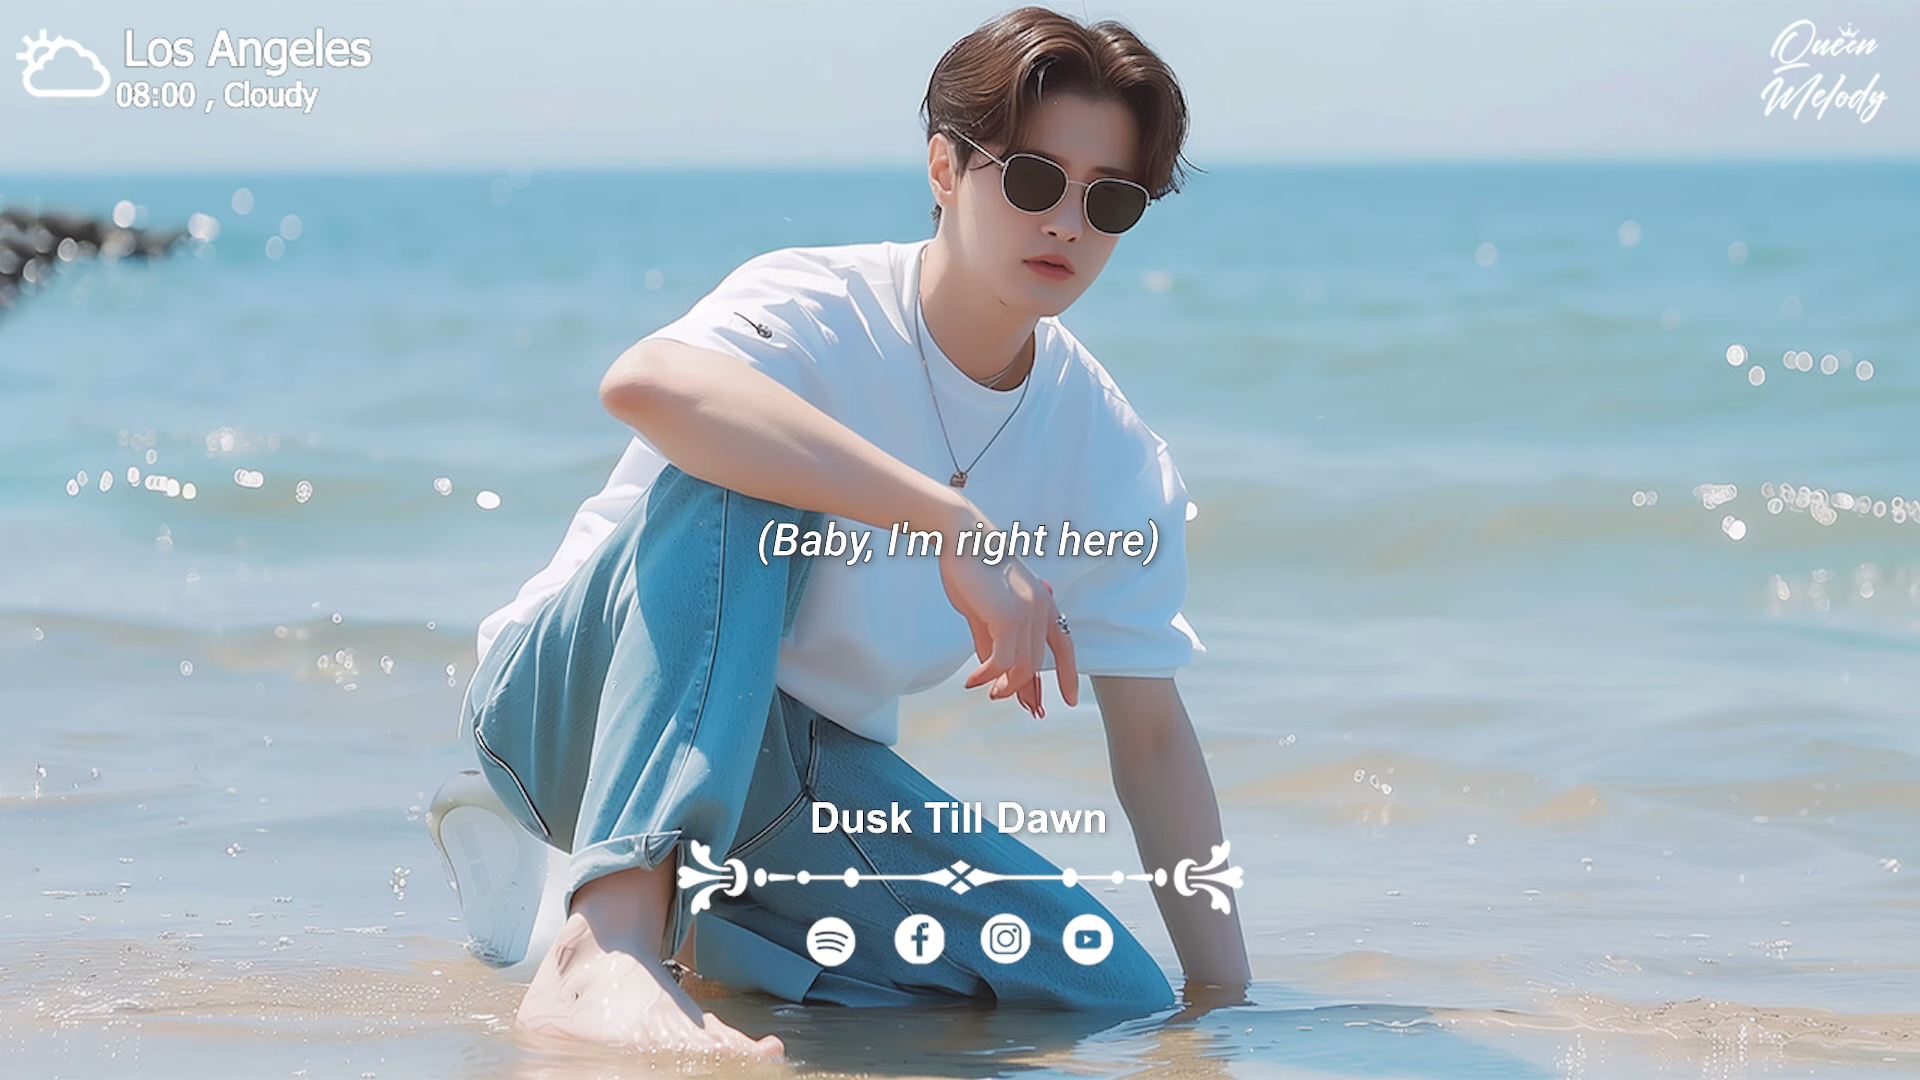 Los Angeles
08:00 , Cloudy
Queen
Melody
(Baby, I'm right here)
Dusk Till Dawn